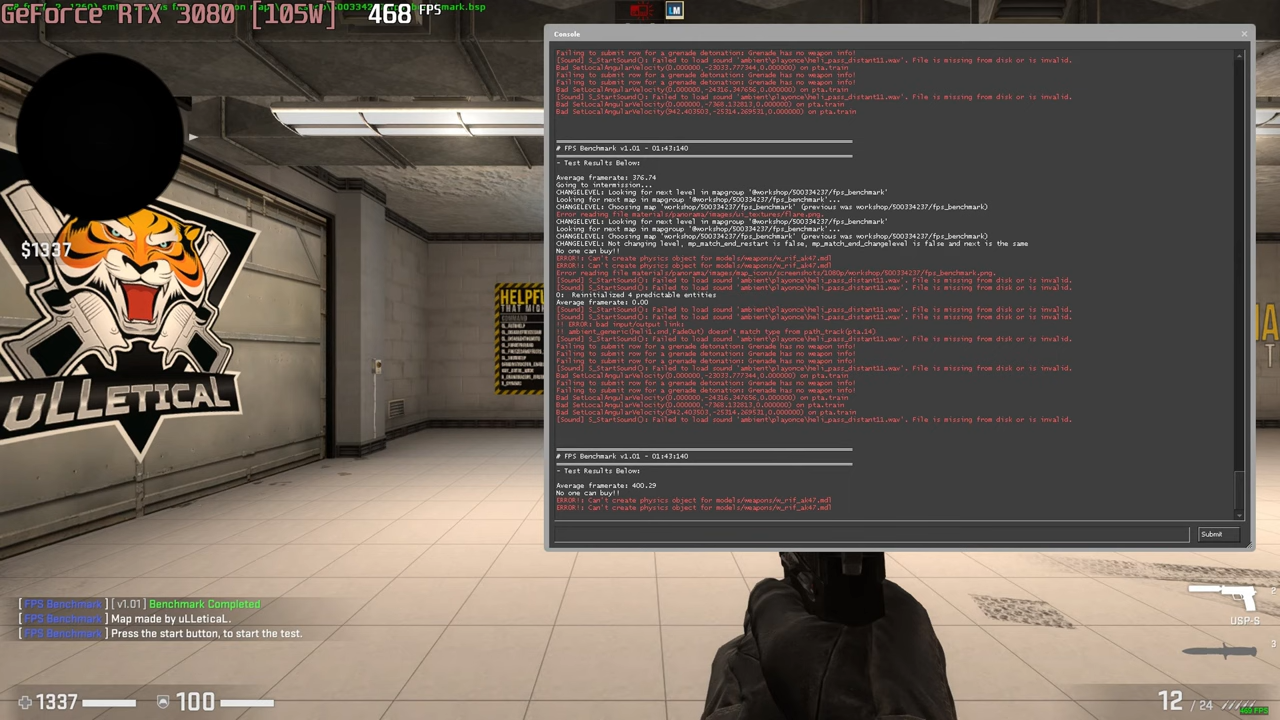 GeForce RTX 3080 [105W] 468 FPS
LM
Console
Failing to submit row for a grenade detonation: Grenade has no weapon info!
[Sound] S_StartSound(): Failed to load sound 'ambient\playonce\heli_pass_distant11.wav'. File is missing from disk or is invalid.
Bad SetLocalAngularVelocity(0.000000,-23033.777344,0.000000) on pta.train
Failing to submit row for a grenade detonation: Grenade has no weapon info!
Failing to submit row for a grenade detonation: Grenade has no weapon info!
Bad SetLocalAngularVelocity(0.000000,-24316.347656,0.000000) on pta.train
[Sound] S_StartSound(): Failed to load sound 'ambient\playonce\heli_pass_distant11.wav'. File is missing from disk or is invalid.
Bad SetLocalAngularVelocity(0.000000,-7368.132813,0.000000) on pta.train
Bad SetLocalAngularVelocity(942.403503,-25314.269531,0.000000) on pta.train
# FPS Benchmark v1.01 - 01:43:140
- Test Results Below:
Average framerate: 376.74
Going to intermission...
CHANGELEVEL: Looking for next level in mapgroup '@workshop/500334237/fps_benchmark'
Looking for next map in mapgroup '@workshop/500334237/fps_benchmark'...
CHANGELEVEL: Choosing map 'workshop/500334237/fps_benchmark' (previous was workshop/500334237/fps_benchmark)
Error reading file materials/panorama/images/ui_textures/flare.png.
CHANGELEVEL: Looking for next level in mapgroup '@workshop/500334237/fps_benchmark'
Looking for next map in mapgroup '@workshop/500334237/fps_benchmark'...
CHANGELEVEL: Choosing map 'workshop/500334237/fps_benchmark' (previous was workshop/500334237/fps_benchmark)
CHANGELEVEL: Not changing level, mp_match_end_restart is false, mp_match_end_changelevel is false and next is the same
No one can buy!!
ERROR!: Can't create physics object for models/weapons/w_rif_ak47.mdl
ERROR!: Can't create physics object for models/weapons/w_rif_ak47.mdl
Error reading file materials/panorama/images/map_icons/screenshots/1080p/workshop/500334237/fps_benchmark.png.
[Sound] S_StartSound(): Failed to load sound 'ambient\playonce\heli_pass_distant11.wav'. File is missing from disk or is invalid.
[Sound] S_StartSound(): Failed to load sound 'ambient\playonce\heli_pass_distant11.wav'. File is missing from disk or is invalid.
0: Reinitialized 4 predictable entities
Average framerate: 0.00
[Sound] S_StartSound(): Failed to load sound 'ambient\playonce\heli_pass_distant11.wav'. File is missing from disk or is invalid.
[Sound] S_StartSound(): Failed to load sound 'ambient\playonce\heli_pass_distant11.wav'. File is missing from disk or is invalid.
!! ERROR: bad input/output link:
!! ambient_generic(heli1.snd,FadeOut) doesn't match type from path_track(pta.14)
[Sound] S_StartSound(): Failed to load sound 'ambient\playonce\heli_pass_distant11.wav'. File is missing from disk or is invalid.
Failing to submit row for a grenade detonation: Grenade has no weapon info!
Failing to submit row for a grenade detonation: Grenade has no weapon info!
Failing to submit row for a grenade detonation: Grenade has no weapon info!
[Sound] S_StartSound(): Failed to load sound 'ambient\playonce\heli_pass_distant11.wav'. File is missing from disk or is invalid.
Bad SetLocalAngularVelocity(0.000000,-23033.777344,0.000000) on pta.train
Failing to submit row for a grenade detonation: Grenade has no weapon info!
Failing to submit row for a grenade detonation: Grenade has no weapon info!
Bad SetLocalAngularVelocity(0.000000,-24316.347656,0.000000) on pta.train
Bad SetLocalAngularVelocity(0.000000,-7368.132813,0.000000) on pta.train
Bad SetLocalAngularVelocity(942.403503,-25314.269531,0.000000) on pta.train
[Sound] S_StartSound(): Failed to load sound 'ambient\playonce\heli_pass_distant11.wav'. File is missing from disk or is invalid.
# FPS Benchmark v1.01 - 01:43:140
- Test Results Below:
Average framerate: 400.29
No one can buy!!
ERROR!: Can't create physics object for models/weapons/w_rif_ak47.mdl
ERROR!: Can't create physics object for models/weapons/w_rif_ak47.mdl
Submit
$1337
HELPFU
THAT MIGH
ULLETICAL
[ FPS Benchmark ] [ v1.01 ] Benchmark Completed
[ FPS Benchmark ] Map made by uLLeticaL.
[ FPS Benchmark ] Press the start button, to start the test.
2
USP-S
3
1337 100
12 / 24
469 FPS